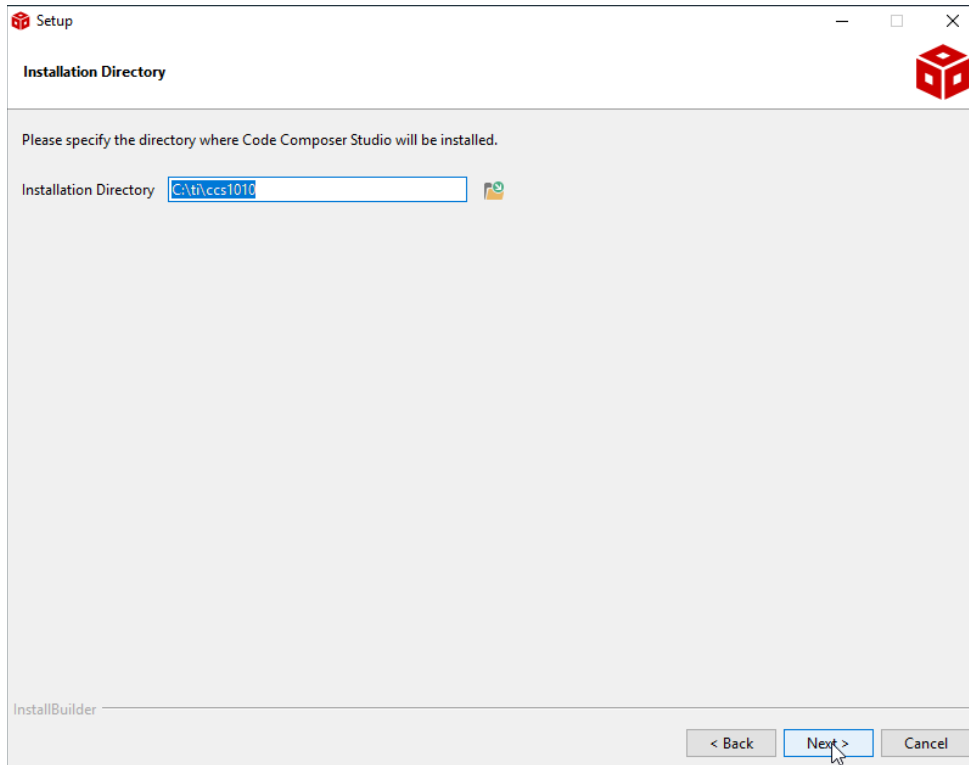 Setup
Installation Directory
Please specify the directory where Code Composer Studio will be installed.
Installation Directory C:\ti\ccs1010
InstallBuilder
< Back Next > Cancel